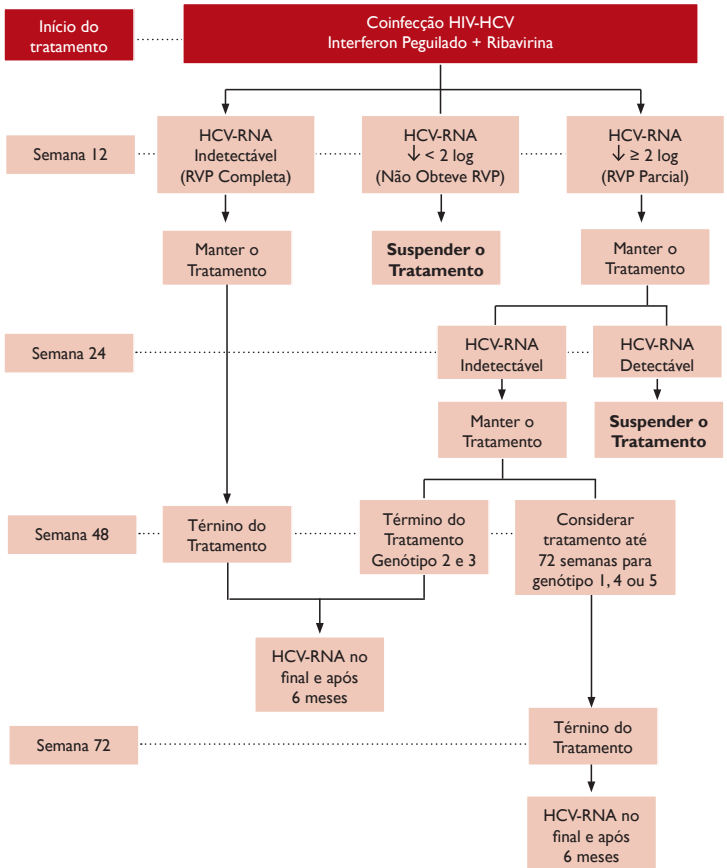 Início do
tratamento
Coinfecção HIV-HCV
Interferon Peguilado + Ribavirina
Semana 12
HCV-RNA
Indetectável
(RVP Completa)
HCV-RNA
↓ < 2 log
(Não Obteve RVP)
HCV-RNA
↓ ≥ 2 log
(RVP Parcial)
Manter o
Tratamento
Suspender o
Tratamento
Manter o
Tratamento
Semana 24
HCV-RNA
Indetectável
HCV-RNA
Detectável
Manter o
Tratamento
Suspender o
Tratamento
Semana 48
Térnino do
Tratamento
Térnino do
Tratamento
Genótipo 2 e 3
Considerar
tratamento até
72 semanas para
genótipo 1, 4 ou 5
HCV-RNA no
final e após
6 meses
Semana 72
Térnino do
Tratamento
HCV-RNA no
final e após
6 meses